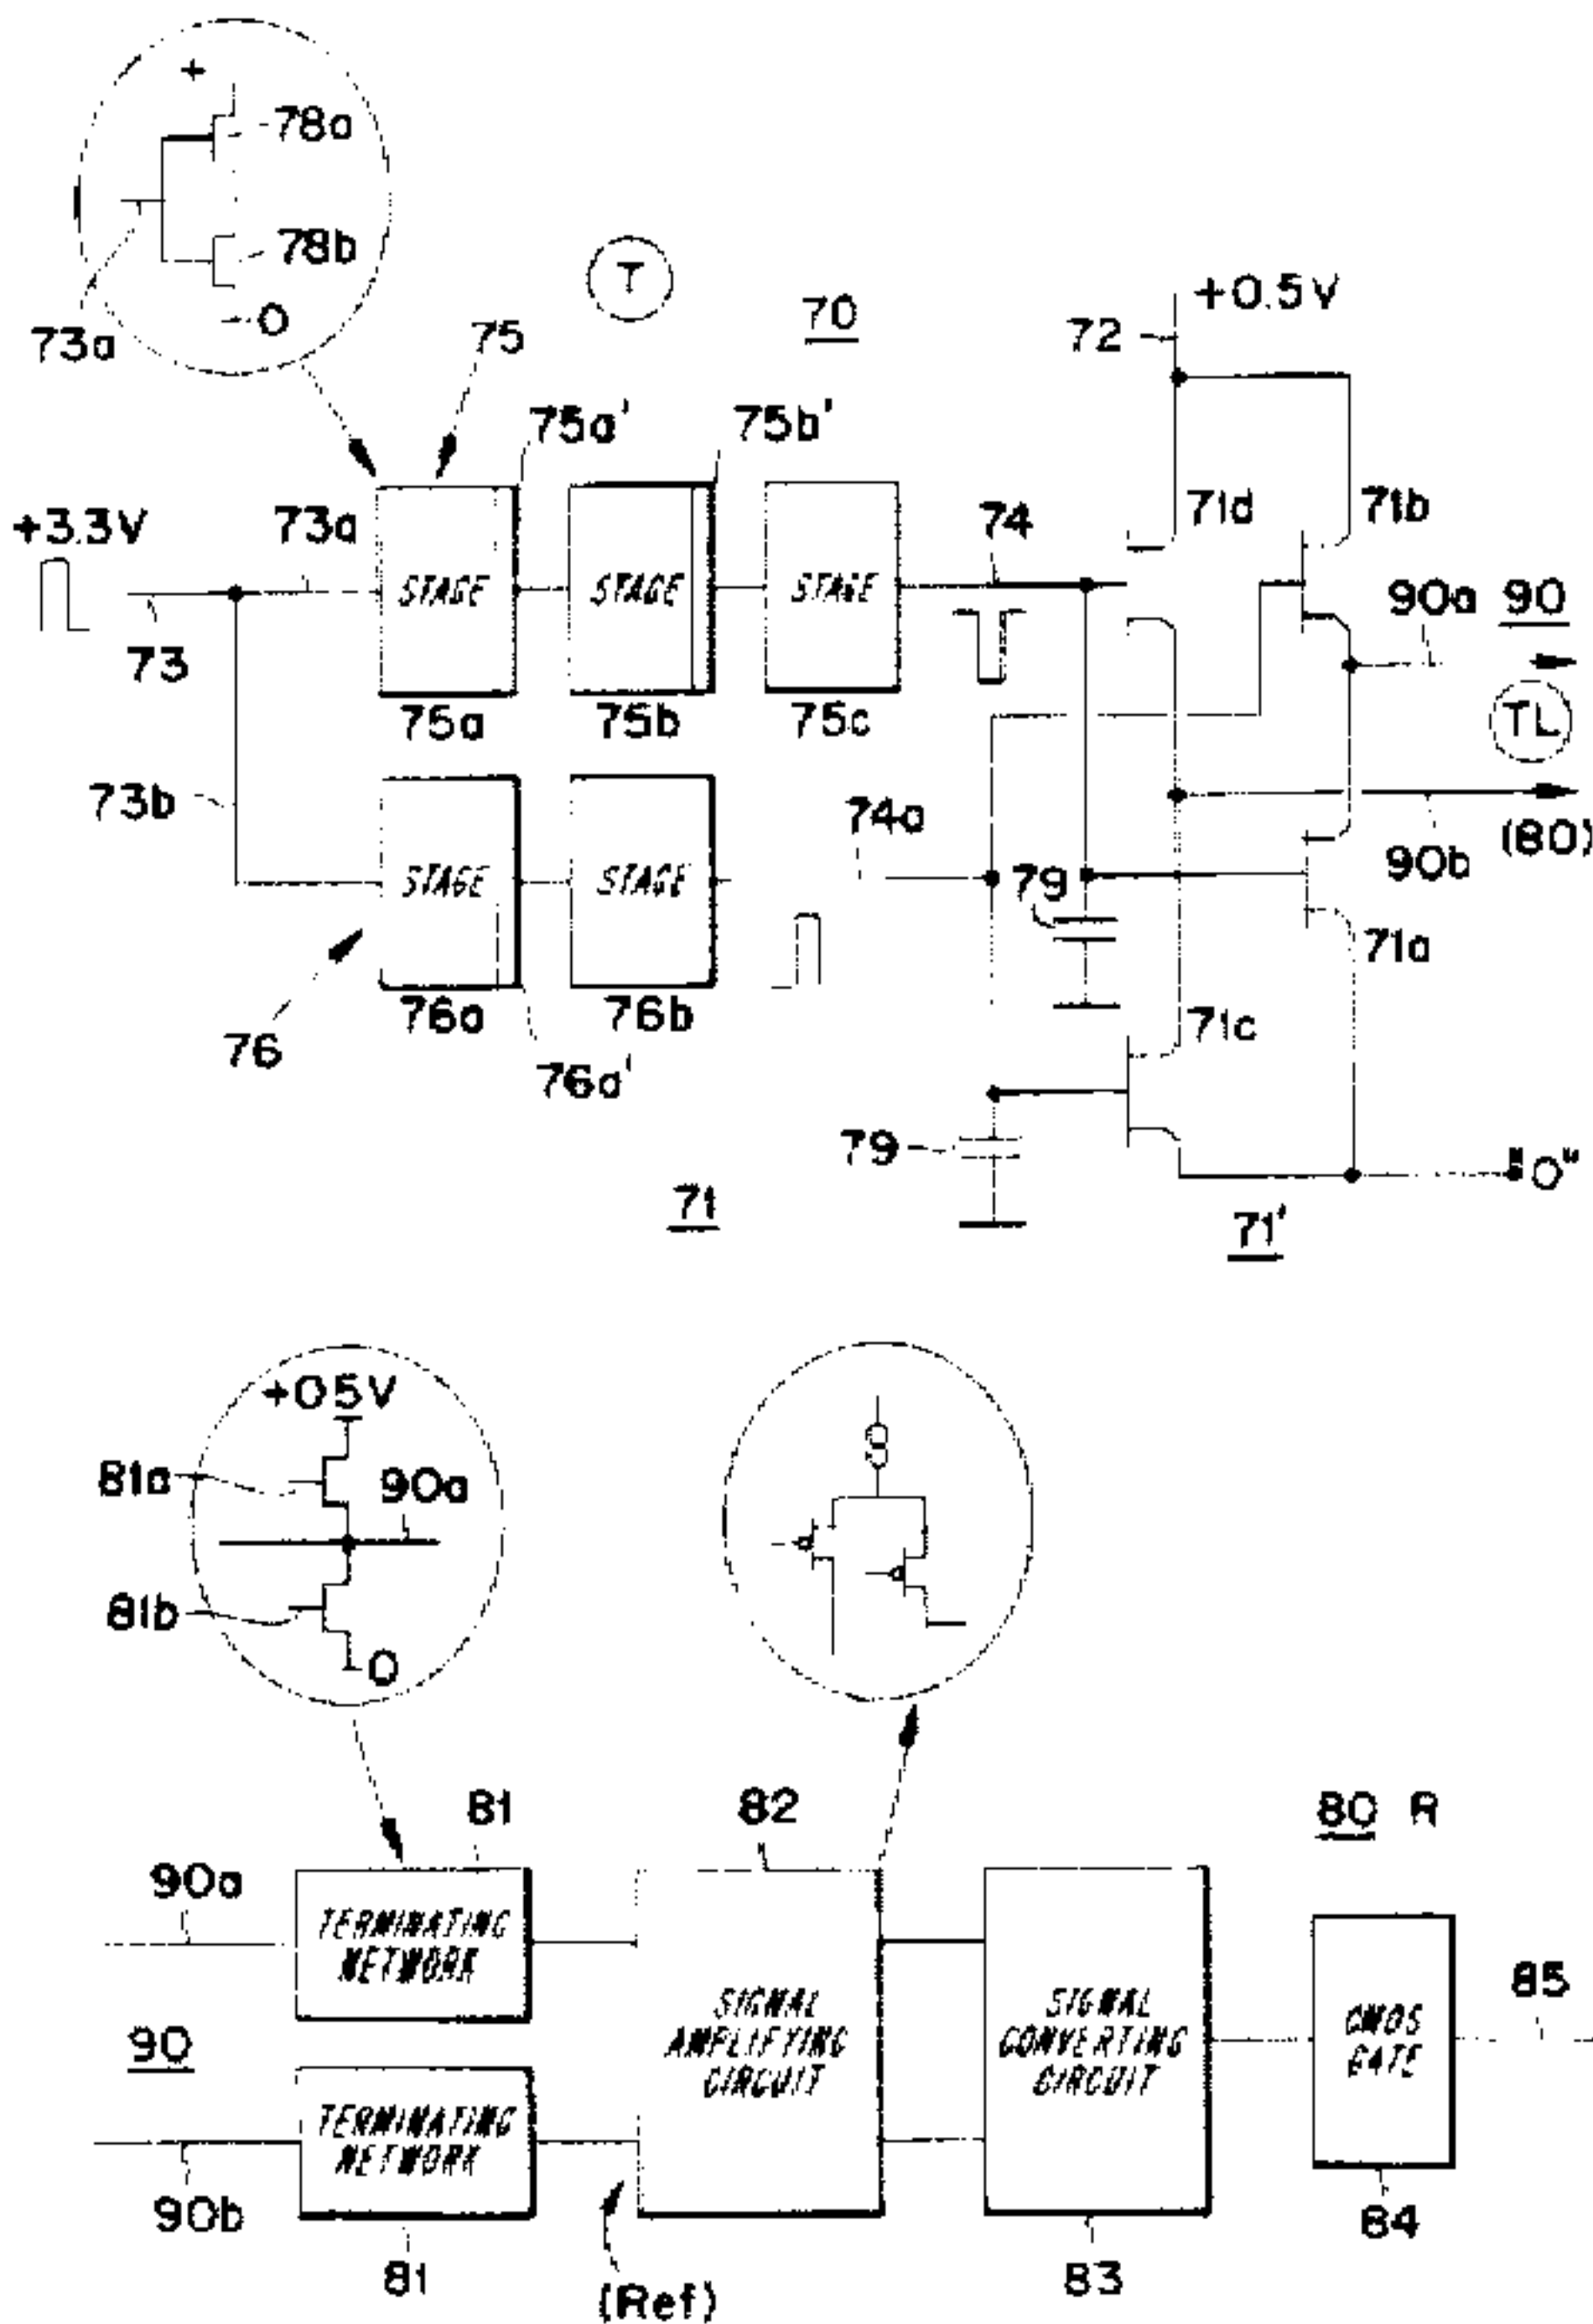 +
78a
78b
0
73a
T
70
+0.5V
72
75
75a'
75b'
+3.3V
73a
74
71d
71b
STAGE
STAGE
STAGE
90a
90
73
75a
75b
75c
TL
73b
74a
(80)
90b
STAGE
STAGE
79
71a
76a
76b
71c
76
76a'
79
"0"
71
71'
+05V
81a
90a
81b
0
81
82
80 R
90a
TERMINATING
NETWORK
SIGNAL
AMPLIFYING
CIRCUIT
SIGNAL
CONVERTING
CIRCUIT
CMOS
GATE
85
90
TERMINATING
NETWORK
90b
84
81
(Ref)
83